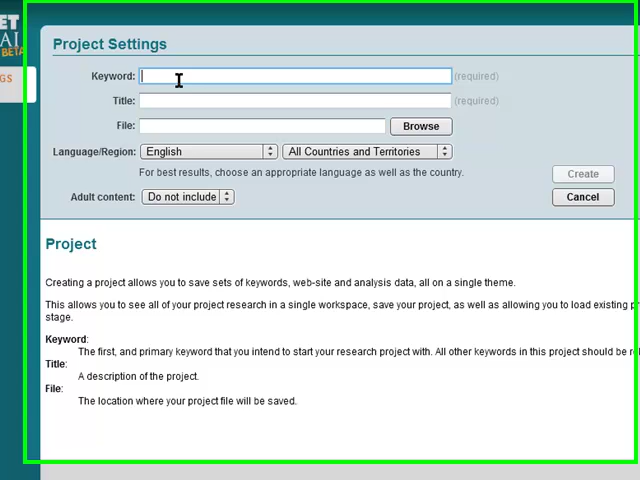 ET
AI
BETA
GS
Project Settings
Keyword: (required)
Title: (required)
File: Browse
Language/Region: English All Countries and Territories
For best results, choose an appropriate language as well as the country.
Create
Adult content: Do not include
Cancel
Project
Creating a project allows you to save sets of keywords, web-site and analysis data, all on a single theme.
This allows you to see all of your project research in a single workspace, save your project, as well as allowing you to load existing
stage.
Keyword:
The first, and primary keyword that you intend to start your research project with. All other keywords in this project should be
Title:
A description of the project.
File:
The location where your project file will be saved.